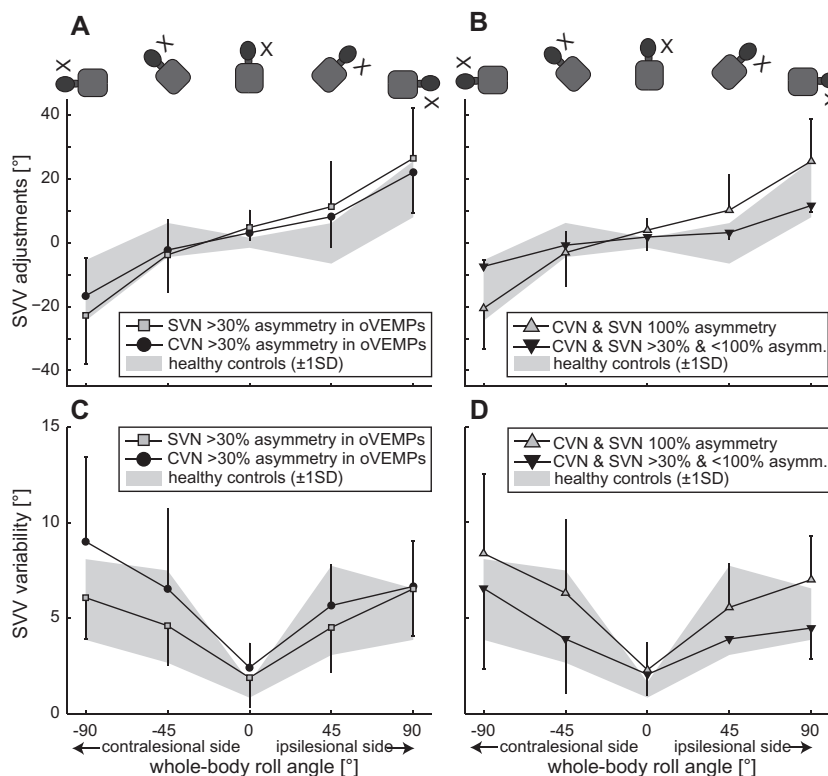 A
B
X X X X X
X X X X X
SVV adjustments [°]
40
20
0
−20
−40
SVN >30% asymmetry in oVEMPs
CVN >30% asymmetry in oVEMPs
healthy controls (±1SD)
CVN & SVN 100% asymmetry
CVN & SVN >30% & <100% asymm.
healthy controls (±1SD)
C
D
SVV variability [°]
15
10
5
0
SVN >30% asymmetry in oVEMPs
CVN >30% asymmetry in oVEMPs
healthy controls (±1SD)
CVN & SVN 100% asymmetry
CVN & SVN >30% & <100% asymm.
healthy controls (±1SD)
-90 -45 0 45 90
contralesional side ipsilesional side
whole-body roll angle [°]
-90 -45 0 45 90
contralesional side ipsilesional side
whole-body roll angle [°]